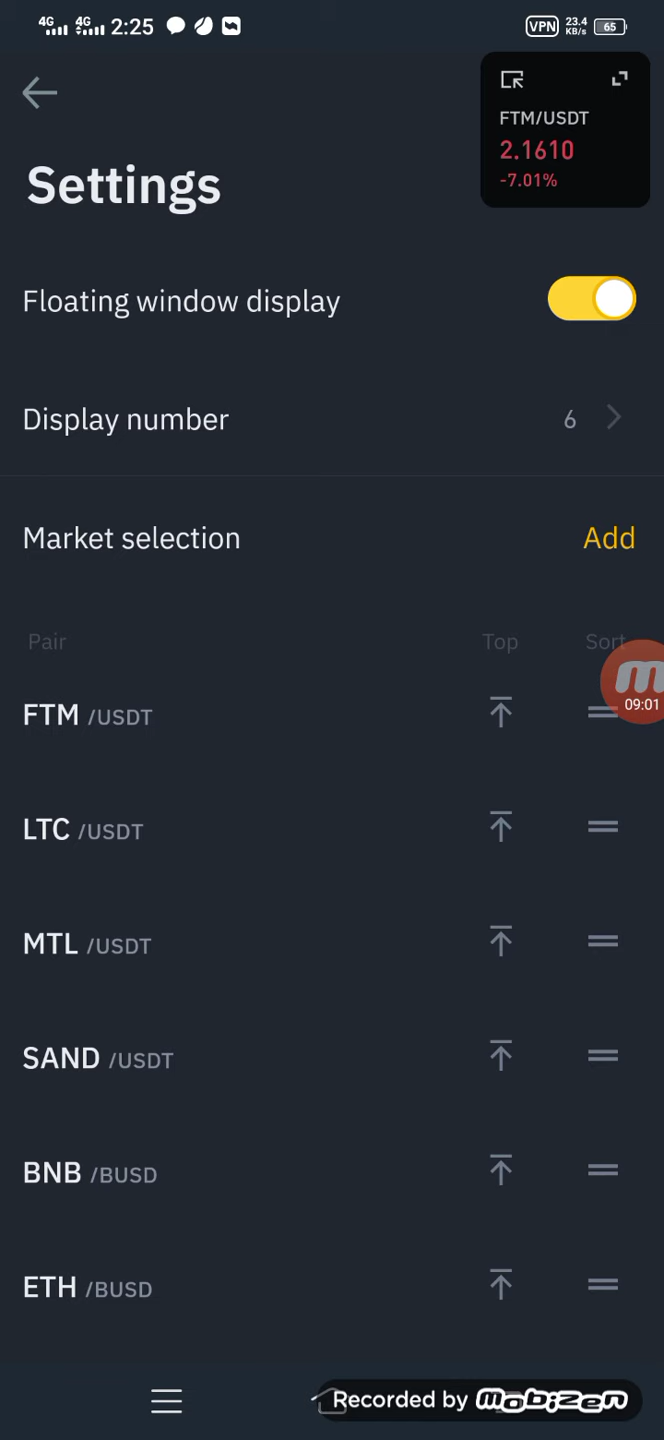 4G 4G 2:25 VPN 23.4 KB/s 65
FTM/USDT
2.1610
-7.01%
Settings
Floating window display
Display number 6
Market selection Add
Pair Top Sort
FTM /USDT
09:01
LTC /USDT
MTL /USDT
SAND /USDT
BNB /BUSD
ETH /BUSD
Recorded by mobizen